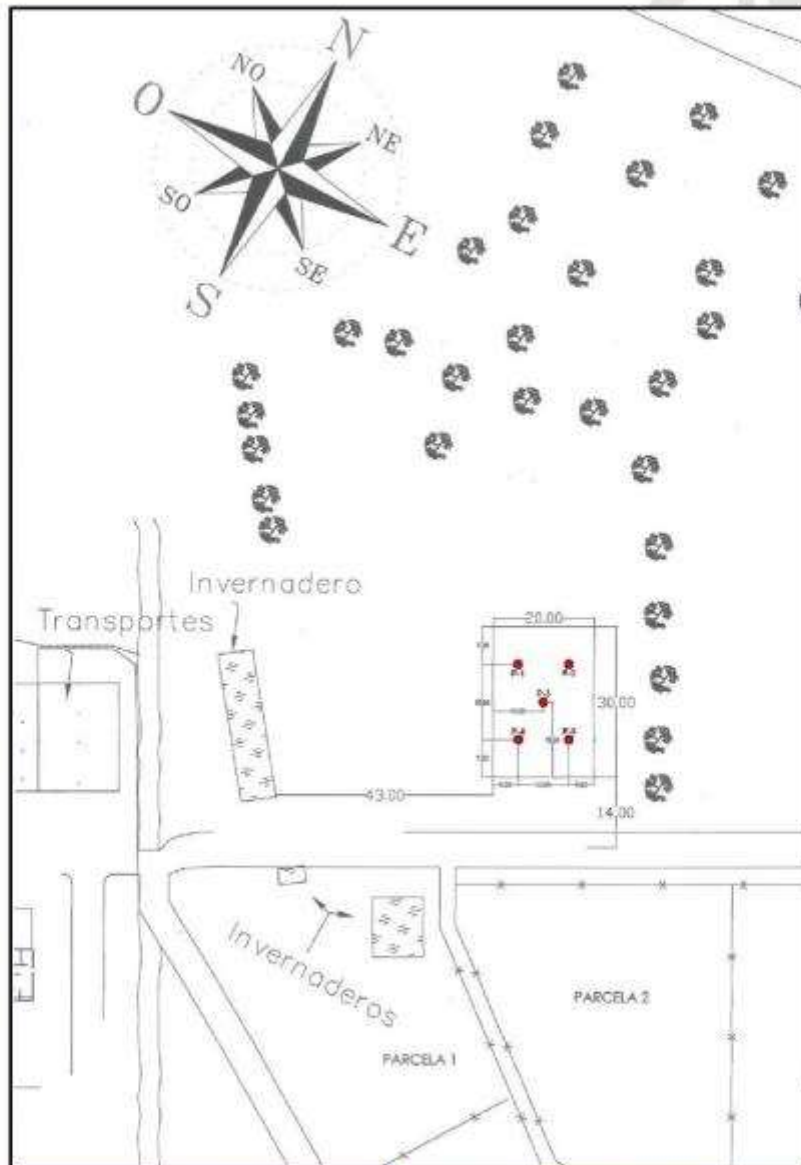 N
NO
O
NE
SO
E
SE
S
Invernadero
Transportes
20.00
30.00
43.00
14.00
Invernaderos
PARCELA 2
PARCELA 1